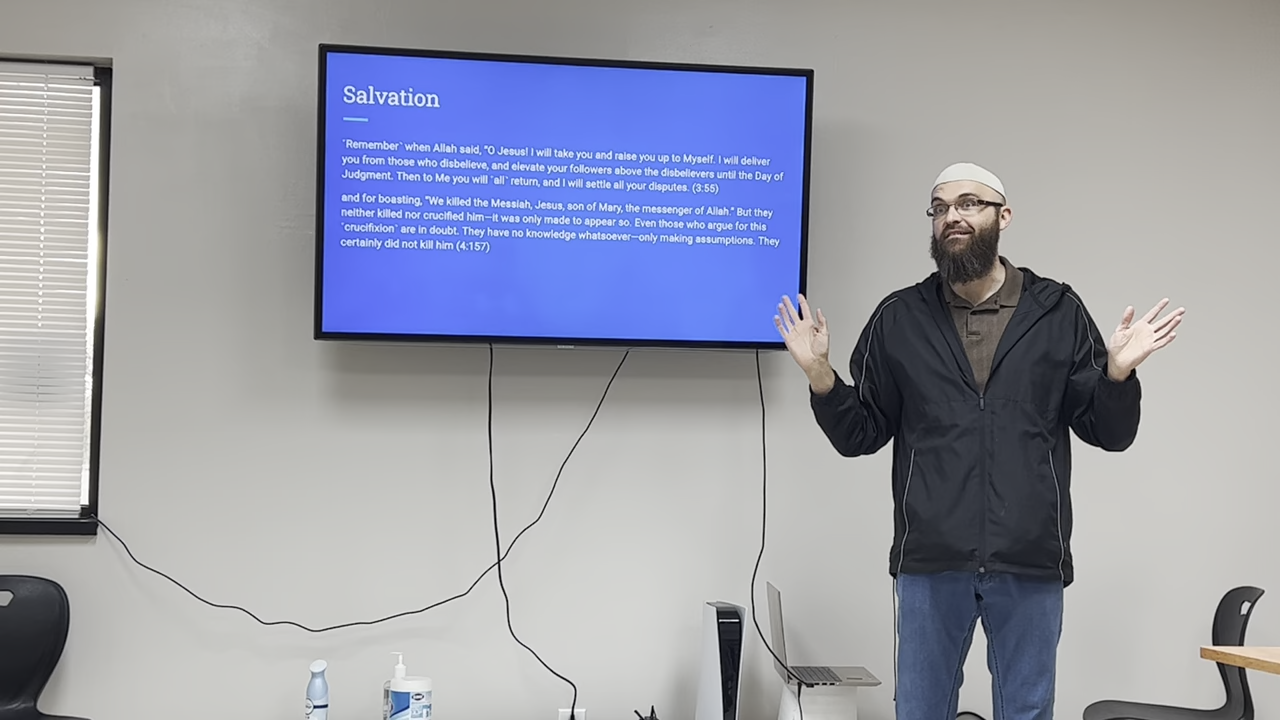 Salvation
`Remember` when Allah said, "O Jesus! I will take you and raise you up to Myself. I will deliver
you from those who disbelieve, and elevate your followers above the disbelievers until the Day of
Judgment. Then to Me you will `all` return, and I will settle all your disputes. (3:55)
and for boasting, "We killed the Messiah, Jesus, son of Mary, the messenger of Allah." But they
neither killed nor crucified him—it was only made to appear so. Even those who argue for this
`crucifixion` are in doubt. They have no knowledge whatsoever—only making assumptions. They
certainly did not kill him (4:157)